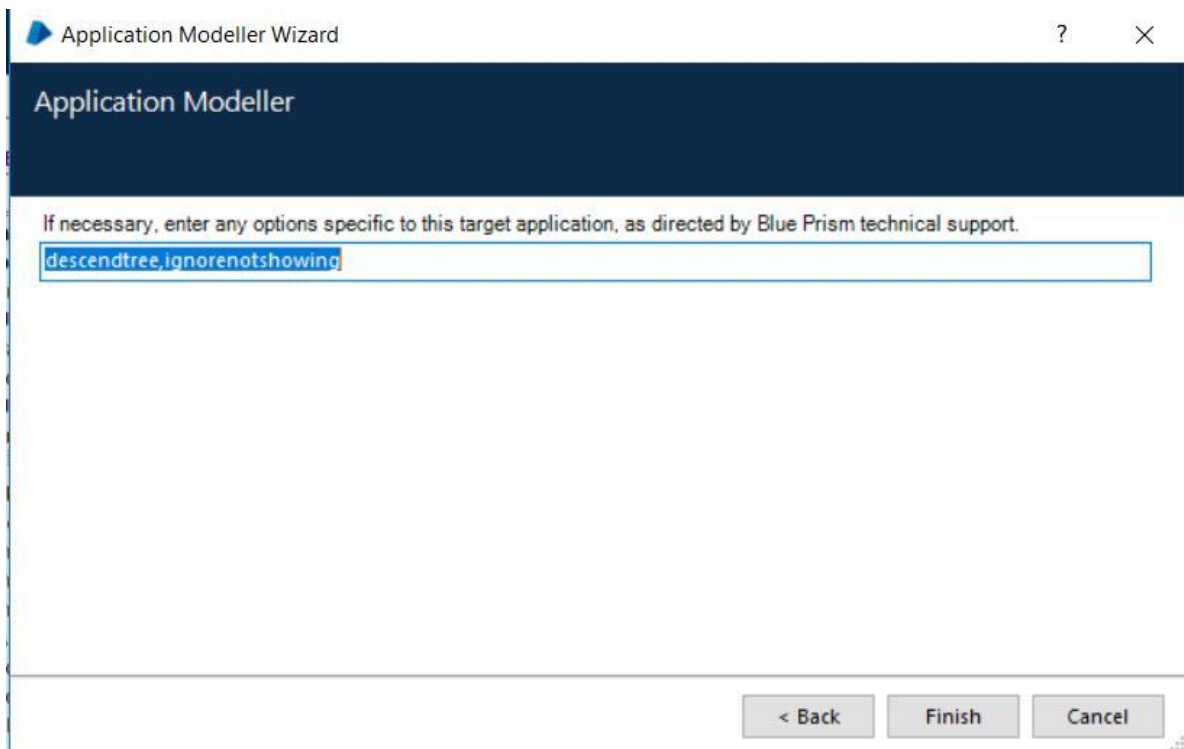 Application Modeller Wizard
?
Application Modeller
If necessary, enter any options specific to this target application, as directed by Blue Prism technical support.
descendtree,ignorenotshowing
< Back Finish Cancel